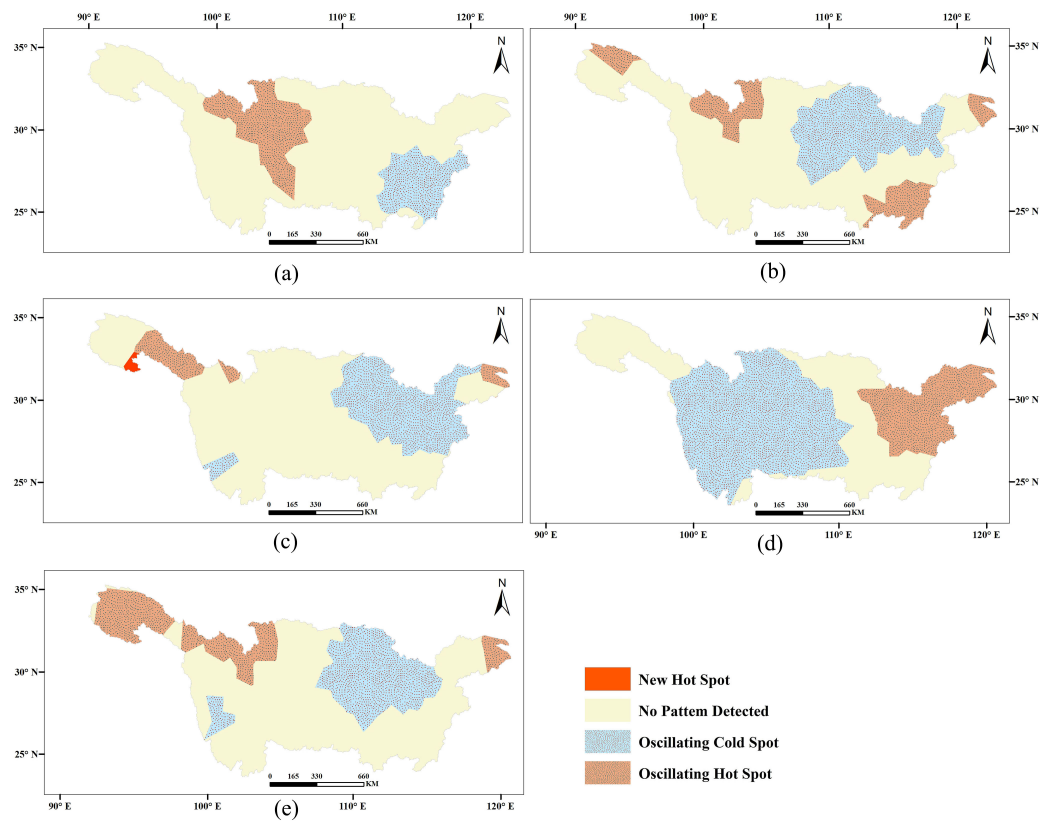 90° E 100° E 110° E 120° E
90° E 100° E 110° E 120° E
35° N
30° N
25° N
N
0 165 330 660
KM
(a)
35° N
30° N
25° N
N
0 165 330 660
KM
(b)
35° N
30° N
25° N
N
0 165 330 660
KM
(c)
35° N
30° N
25° N
N
0 165 330 660
KM
90° E 100° E 110° E 120° E
(d)
35° N
30° N
25° N
N
0 165 330 660
KM
90° E 100° E 110° E 120° E
(e)
New Hot Spot
No Pattem Detected
Oscillating Cold Spot
Oscillating Hot Spot